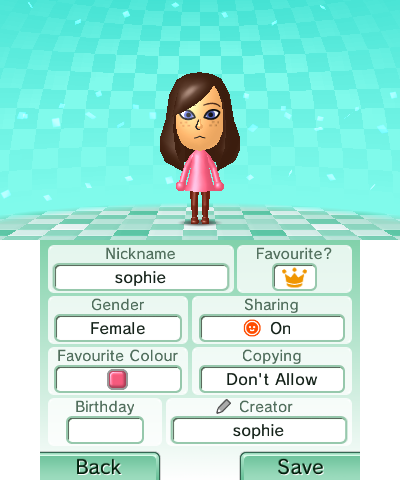 Nickname Favourite?
sophie
Gender Sharing
Female On
Favourite Colour Copying
Don't Allow
Birthday Creator
sophie
Back Save